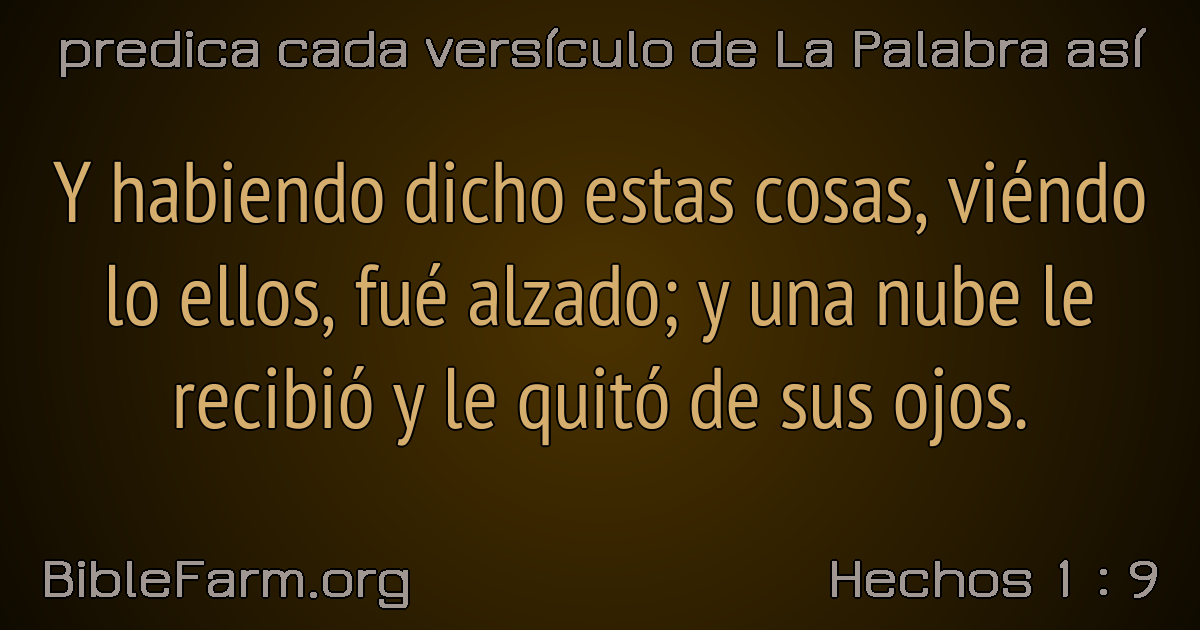 predica cada versículo de La Palabra así
Y habiendo dicho estas cosas, viéndo
lo ellos, fué alzado; y una nube le
recibió y le quitó de sus ojos.
BibleFarm.org
Hechos 1 : 9